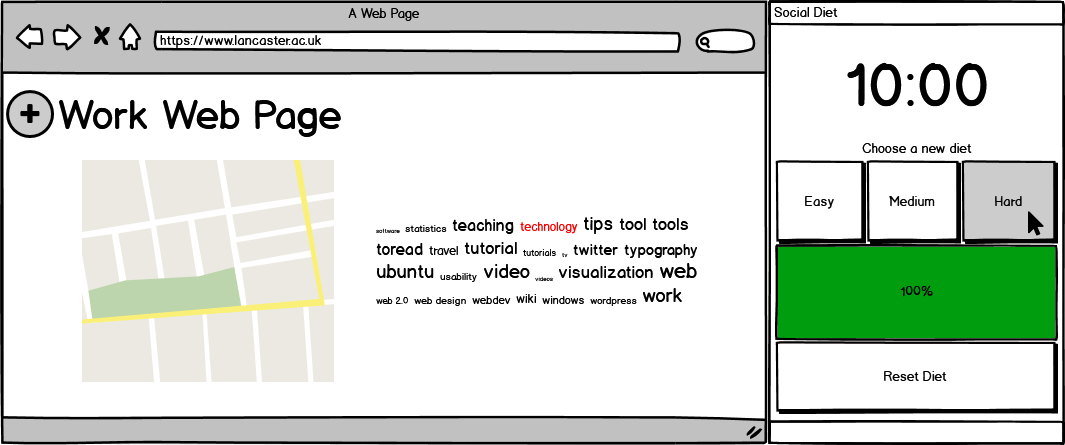 A Web Page
https://www.lancaster.ac.uk
Work Web Page
software statistics teaching technology tips tool tools
toread travel tutorial tutorials tv twitter typography
ubuntu usability video videos visualization web
web 2.0 web design webdev wiki windows wordpress work
Social Diet
10:00
Choose a new diet
Easy Medium Hard
100%
Reset Diet